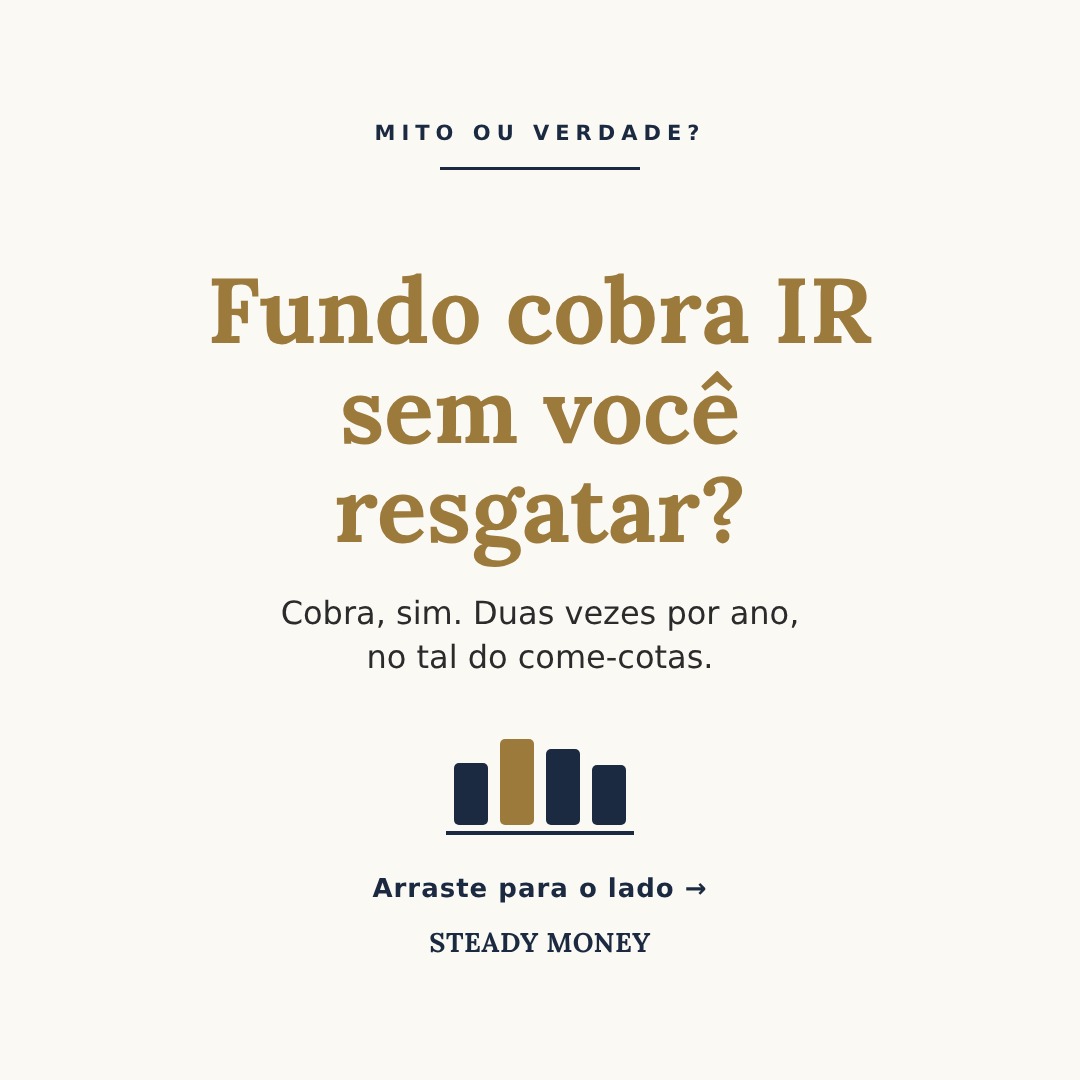 MITO OU VERDADE?
Fundo cobra IR
sem você
resgatar?
Cobra, sim. Duas vezes por ano,
no tal do come-cotas.
Arraste para o lado →
STEADY MONEY